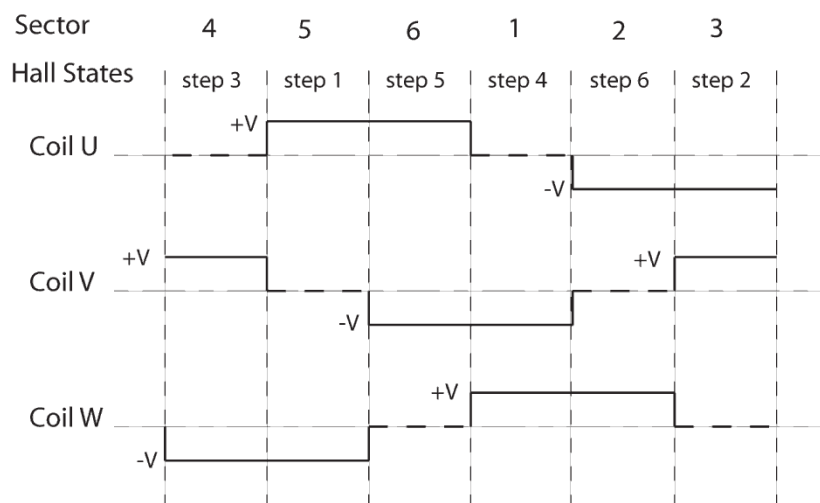 Sector 4 5 6 1 2 3
Hall States step 3 step 1 step 5 step 4 step 6 step 2
+V
Coil U
-V
+V +V
Coil V
-V
+V
Coil W
-V